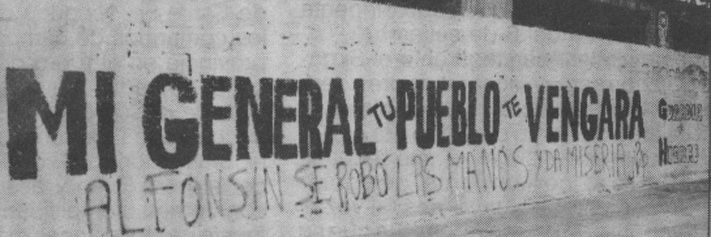 MI GENERAL TU PUEBLO TE VENGARA
ALFONSIN SE ROBÓ LAS MANOS Y DA MISERIA